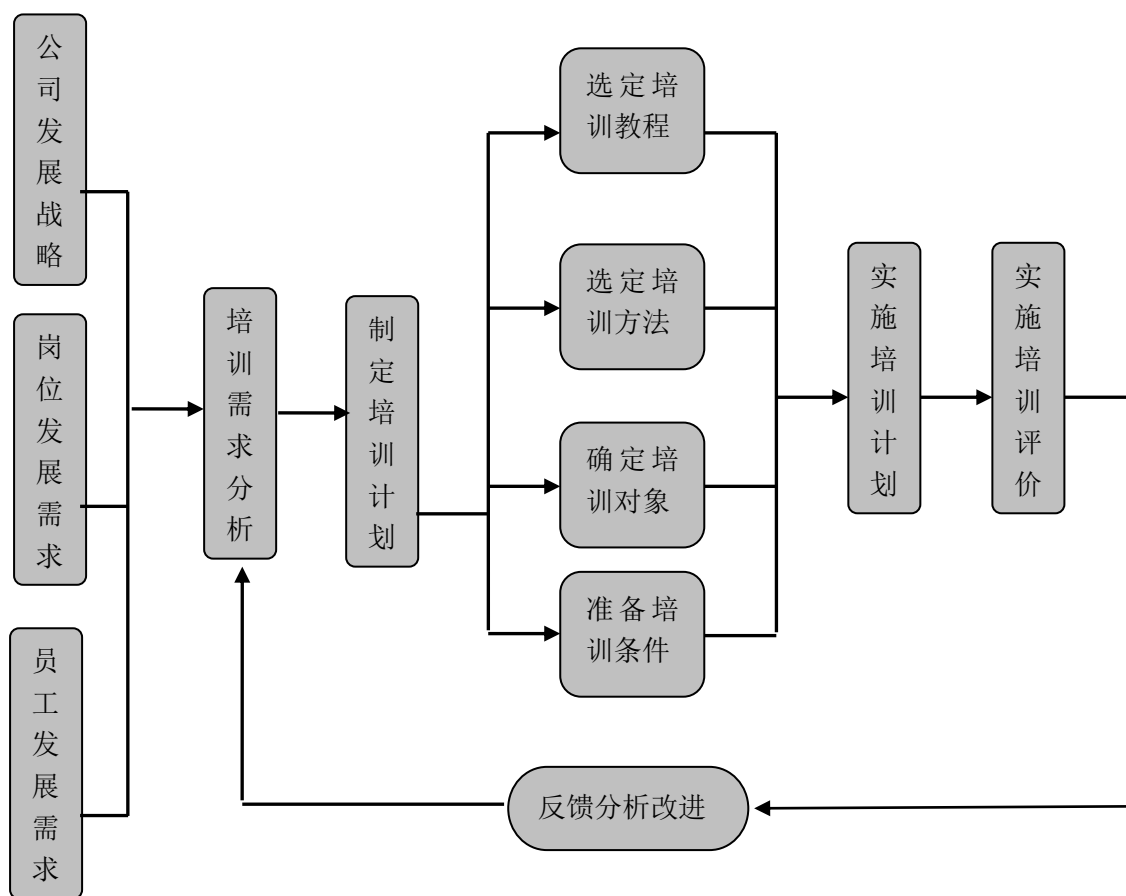 公司发展战略
岗位发展需求
员工发展需求
培训需求分析
制定培训计划
选定培
训教程
选定培
训方法
确定培
训对象
准备培
训条件
实施培训计划
实施培训评价
反馈分析改进